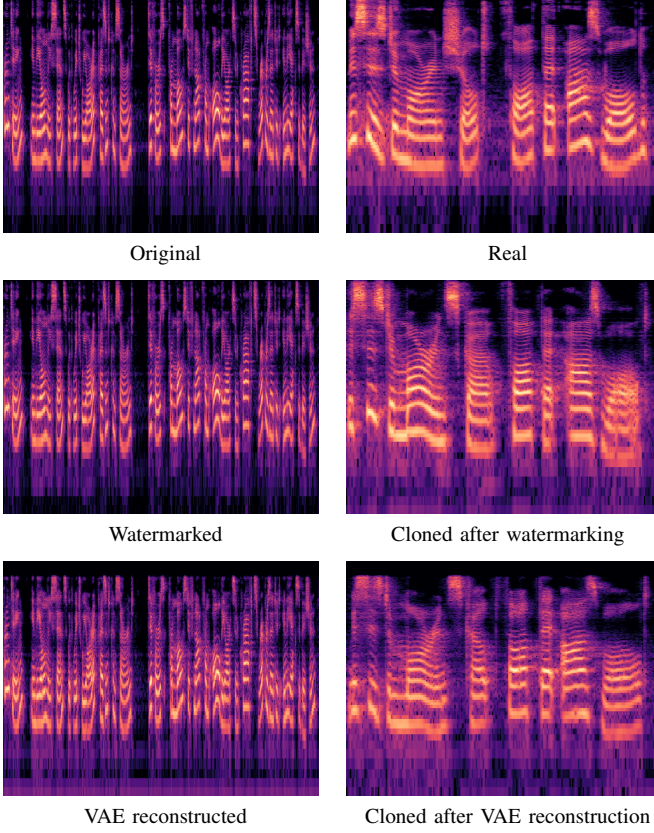 Original
Real
Watermarked
Cloned after watermarking
VAE reconstructed
Cloned after VAE reconstruction